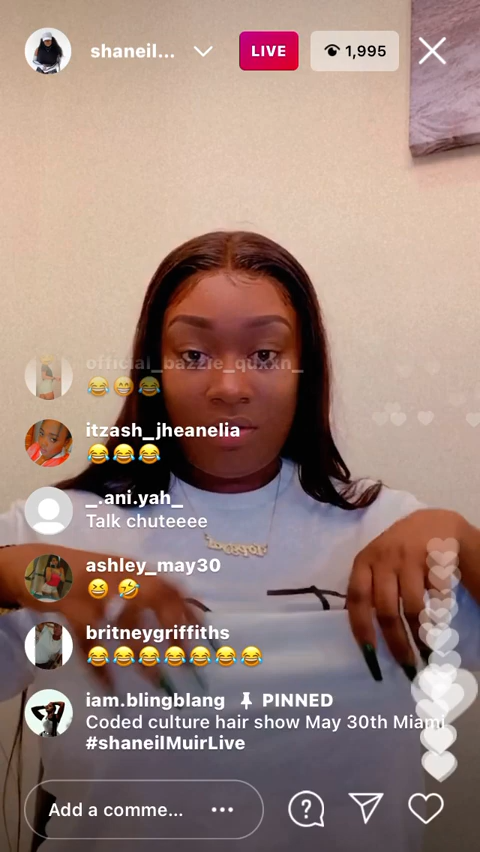 shaneil...
LIVE
1,995
official_bazzle_quxxn_
😂😁😂
itzash_jheanelia
😂😂😂
_.ani.yah_
Talk chuteeee
ashley_may30
😆 🤣
britneygriffiths
😂😂😂😂😂😂😂
iam.blingblang PINNED
Coded culture hair show May 30th Miami
#shaneilMuirLive
Add a comme...